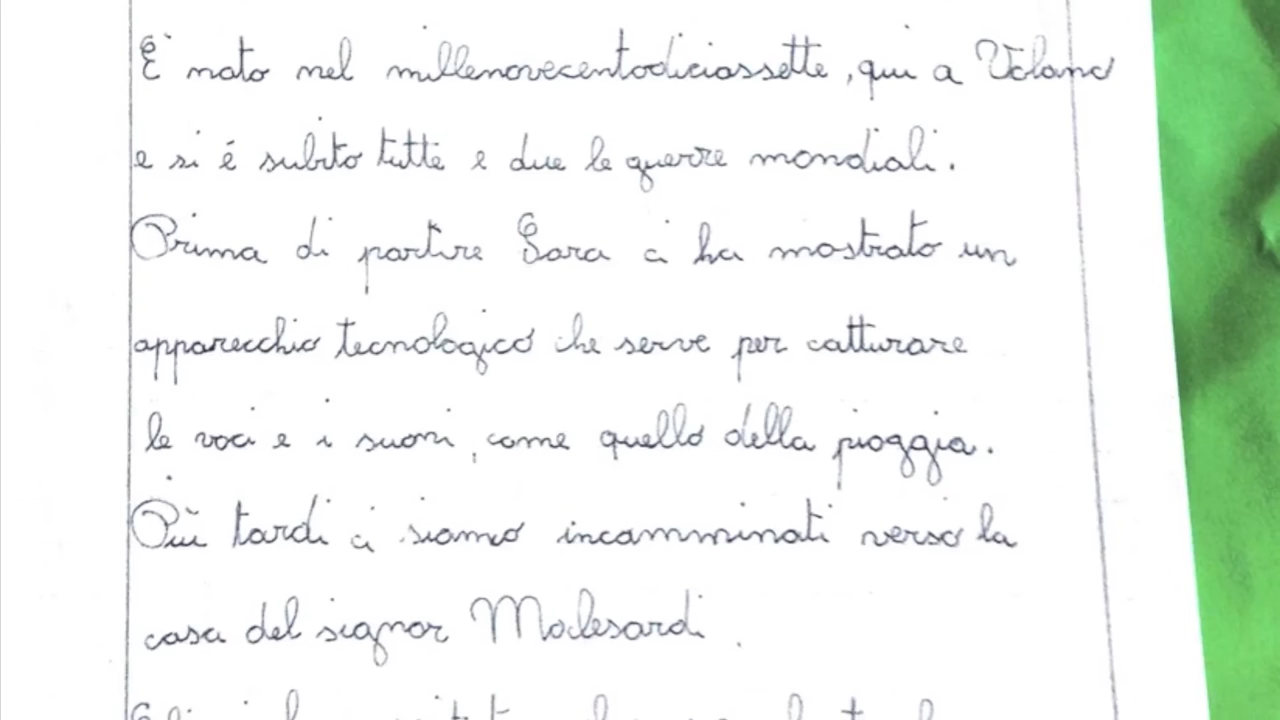 È nato nel millenovecentodiciassette, qui a Volano
e si é subito tutte e due le guerre mondiali.
Prima di partire Sara ci ha mostrato un
apparecchio tecnologico che serve per catturare
le voci e i suoni, come quello della pioggia.
Più tardi ci siamo incamminati verso la
casa del signor